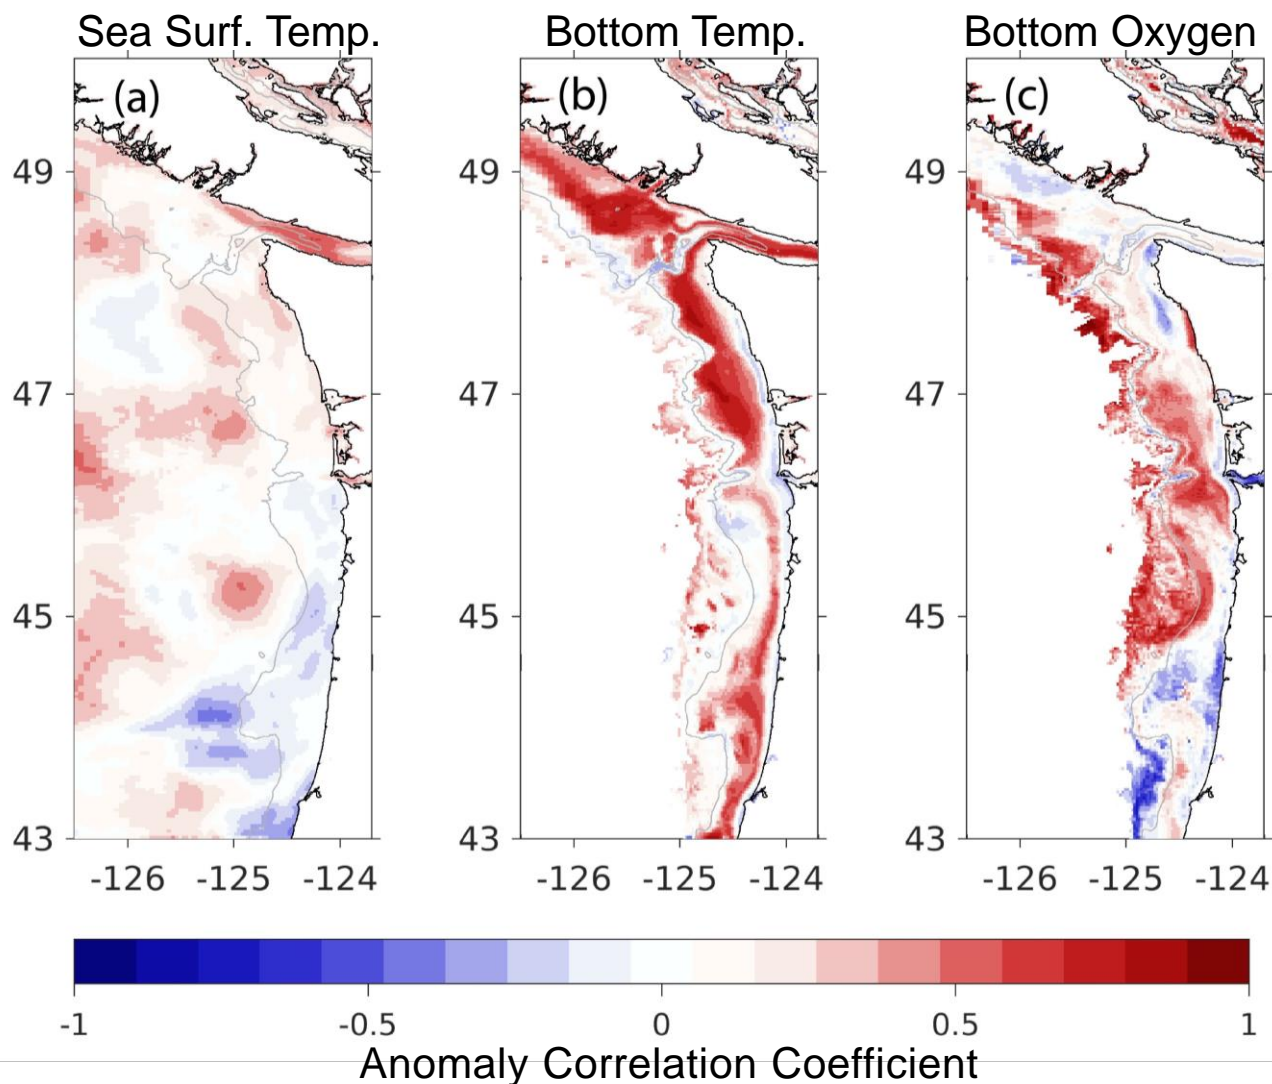 Sea Surf. Temp. Bottom Temp. Bottom Oxygen
(a) (b) (c)
49 49 49
47 47 47
45 45 45
43 43 43
-126 -125 -124 -126 -125 -124 -126 -125 -124
-1 -0.5 0 0.5 1
Anomaly Correlation Coefficient